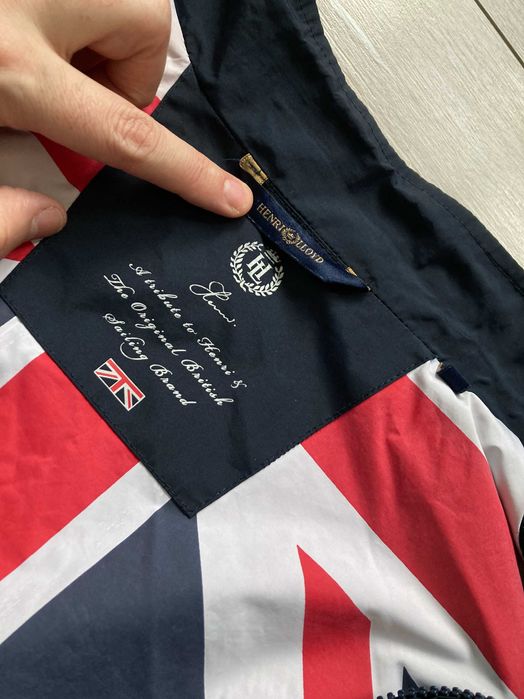 HENRI LLOYD
HL
Henri
A tribute to Henri &
The Original British
Sailing Brand